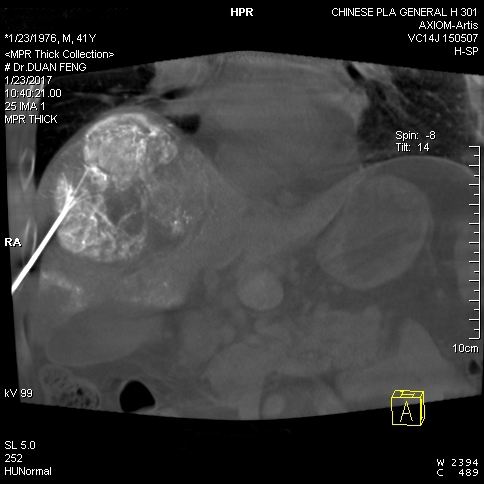 HPR
CHINESE PLA GENERAL H 301
AXIOM-Artis
VC14J 150507
H-SP
*1/23/1976, M, 41Y
<MPR Thick Collection>
# Dr.DUAN FENG
1/23/2017
10:40:21.00
25 IMA 1
MPR THICK
Spin: -8
Tilt: 14
RA
10cm
kV 99
A
SL 5.0
252
HUNormal
W 2394
C 489